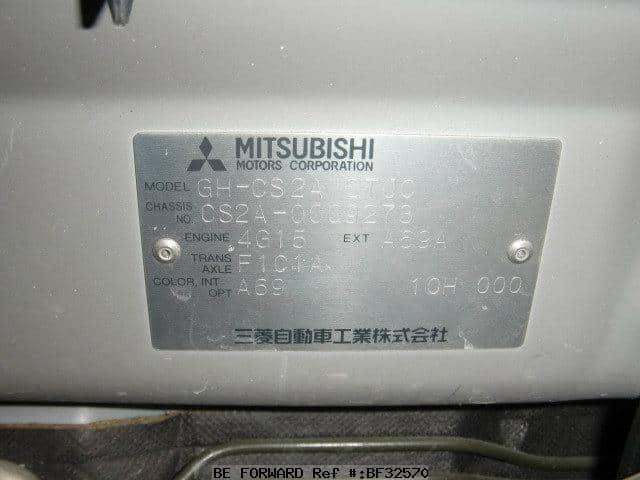 MITSUBISHI
MOTORS CORPORATION
MODEL GH-CS2A
CHASSIS NO.
ENGINE 4G15 EXT A69A
TRANS AXLE F1C1A
COLOR, INT OPT A69 10H 000
三菱自動車工業株式会社
BE FORWARD Ref #:BF32570